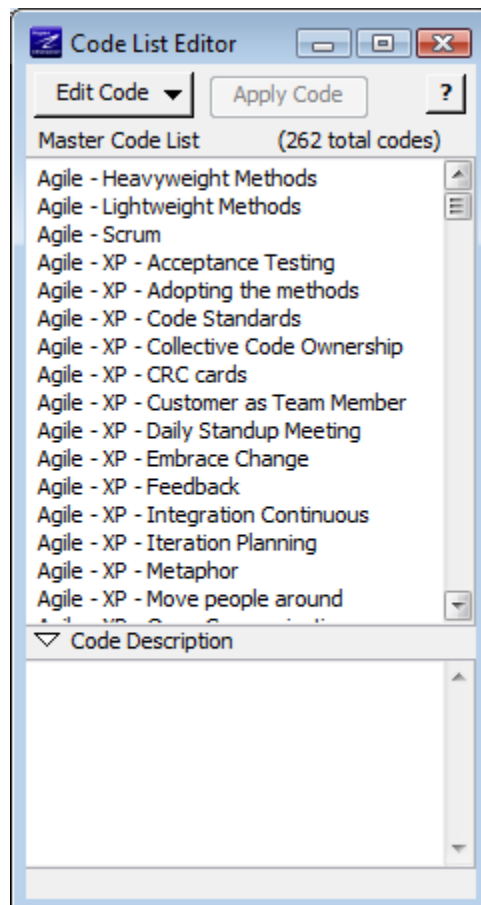 Code List Editor
Edit Code
Apply Code
?
Master Code List (262 total codes)
Agile - Heavyweight Methods
Agile - Lightweight Methods
Agile - Scrum
Agile - XP - Acceptance Testing
Agile - XP - Adopting the methods
Agile - XP - Code Standards
Agile - XP - Collective Code Ownership
Agile - XP - CRC cards
Agile - XP - Customer as Team Member
Agile - XP - Daily Standup Meeting
Agile - XP - Embrace Change
Agile - XP - Feedback
Agile - XP - Integration Continuous
Agile - XP - Iteration Planning
Agile - XP - Metaphor
Agile - XP - Move people around
Code Description